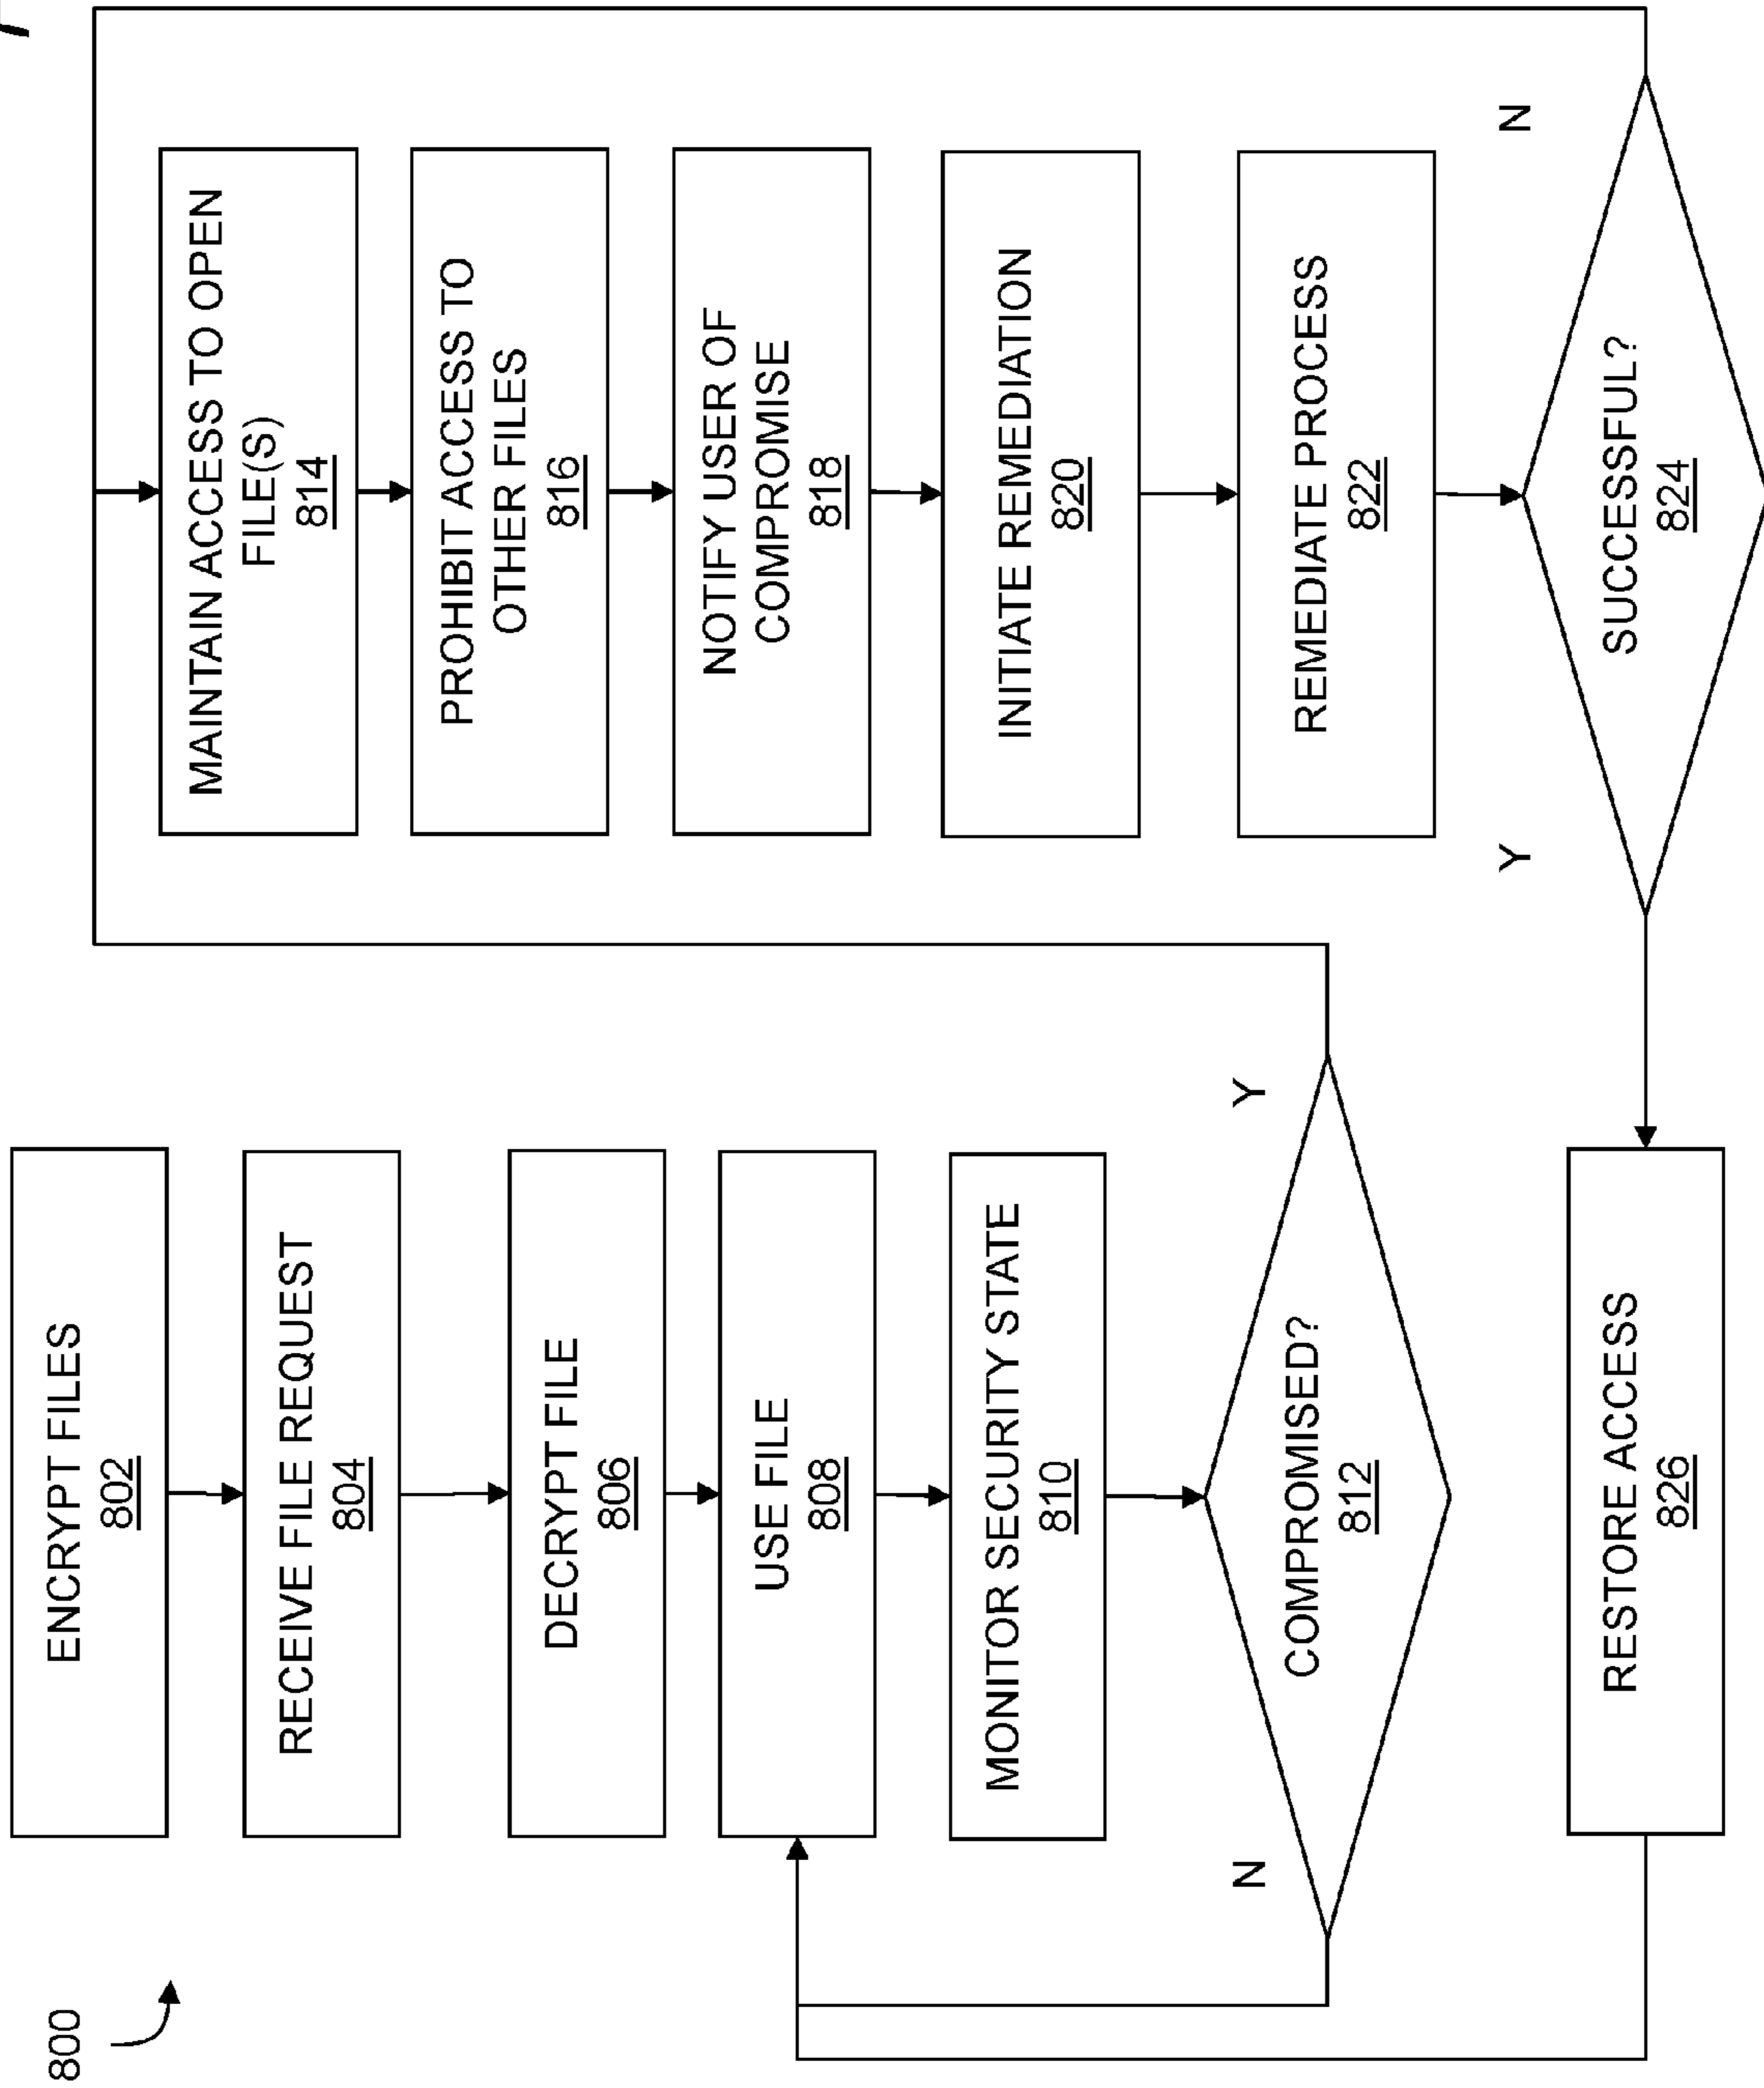 800
ENCRYPT FILES
802
RECEIVE FILE REQUEST
804
DECRYPT FILE
806
USE FILE
808
MONITOR SECURITY STATE
810
COMPROMISED?
812
N
Y
MAINTAIN ACCESS TO OPEN
FILE(S)
814
PROHIBIT ACCESS TO
OTHER FILES
816
NOTIFY USER OF
COMPROMISE
818
INITIATE REMEDIATION
820
REMEDIATE PROCESS
822
SUCCESSFUL?
824
Y
N
RESTORE ACCESS
826